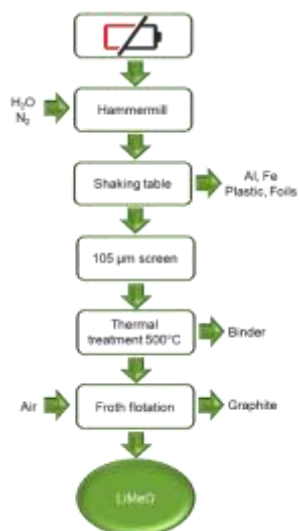 H₂O
N₂
Hammermill
Shaking table
Al, Fe
Plastic, Foils
105 µm screen
Thermal
treatment 500°C
Binder
Air
Froth flotation
Graphite
LiMeO